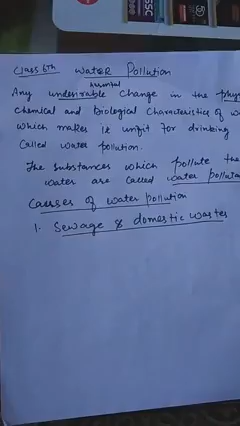 Class 6th Water Pollution
Any undesirable change in the phys
chemical and Biological Characteristics of w
which makes it unfit for drinking
called water pollution.
The substances which pollute the
water are called water polluta
Causes of water pollution
1. Sewage & domestic wastes